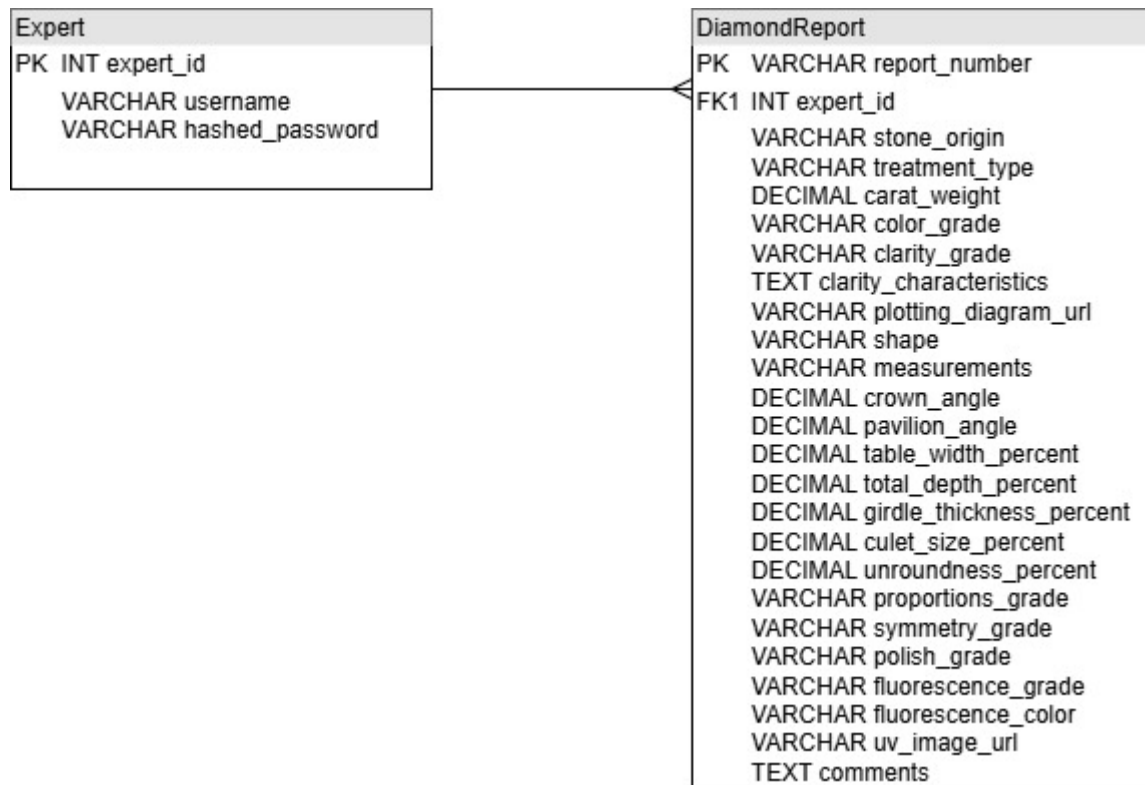 Expert
PK INT expert_id
VARCHAR username
VARCHAR hashed_password
DiamondReport
PK VARCHAR report_number
FK1 INT expert_id
VARCHAR stone_origin
VARCHAR treatment_type
DECIMAL carat_weight
VARCHAR color_grade
VARCHAR clarity_grade
TEXT clarity_characteristics
VARCHAR plotting_diagram_url
VARCHAR shape
VARCHAR measurements
DECIMAL crown_angle
DECIMAL pavilion_angle
DECIMAL table_width_percent
DECIMAL total_depth_percent
DECIMAL girdle_thickness_percent
DECIMAL culet_size_percent
DECIMAL unroundness_percent
VARCHAR proportions_grade
VARCHAR symmetry_grade
VARCHAR polish_grade
VARCHAR fluorescence_grade
VARCHAR fluorescence_color
VARCHAR uv_image_url
TEXT comments